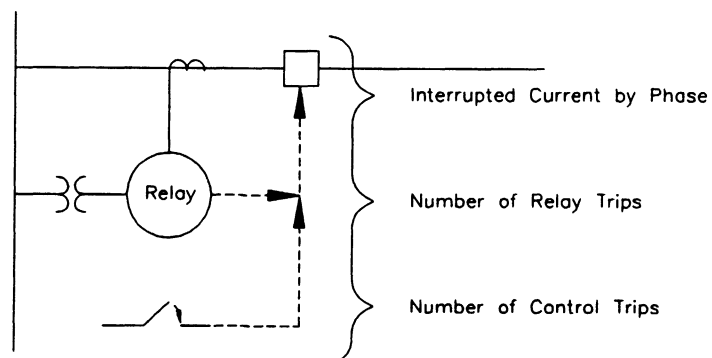 Interrupted Current by Phase
Relay
Number of Relay Trips
Number of Control Trips